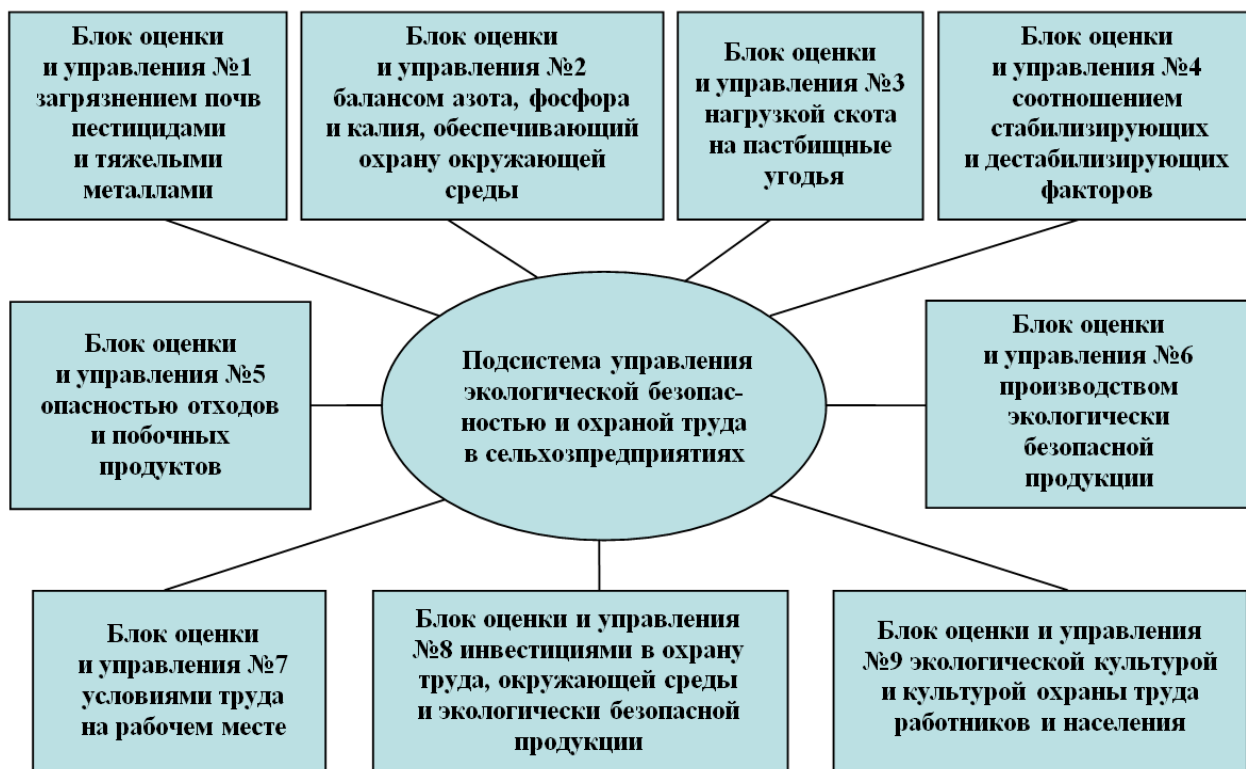 Блок оценки
и управления №1
загрязнением почв
пестицидами
и тяжелыми
металлами
Блок оценки
и управления №2
балансом азота, фосфора
и калия, обеспечивающий
охрану окружающей
среды
Блок оценки
и управления №3
нагрузкой скота
на пастбищные
угодья
Блок оценки
и управления №4
соотношением
стабилизирующих
и дестабилизирующих
факторов
Блок оценки
и управления №5
опасностью отходов
и побочных
продуктов
Подсистема управления
экологической безопас-
ностью и охраной труда
в сельхозпредприятиях
Блок оценки
и управления №6
производством
экологически
безопасной
продукции
Блок оценки
и управления №7
условиями труда
на рабочем месте
Блок оценки и управления
№8 инвестициями в охрану
труда, окружающей среды
и экологически безопасной
продукции
Блок оценки и управления
№9 экологической культурой
и культурой охраны труда
работников и населения